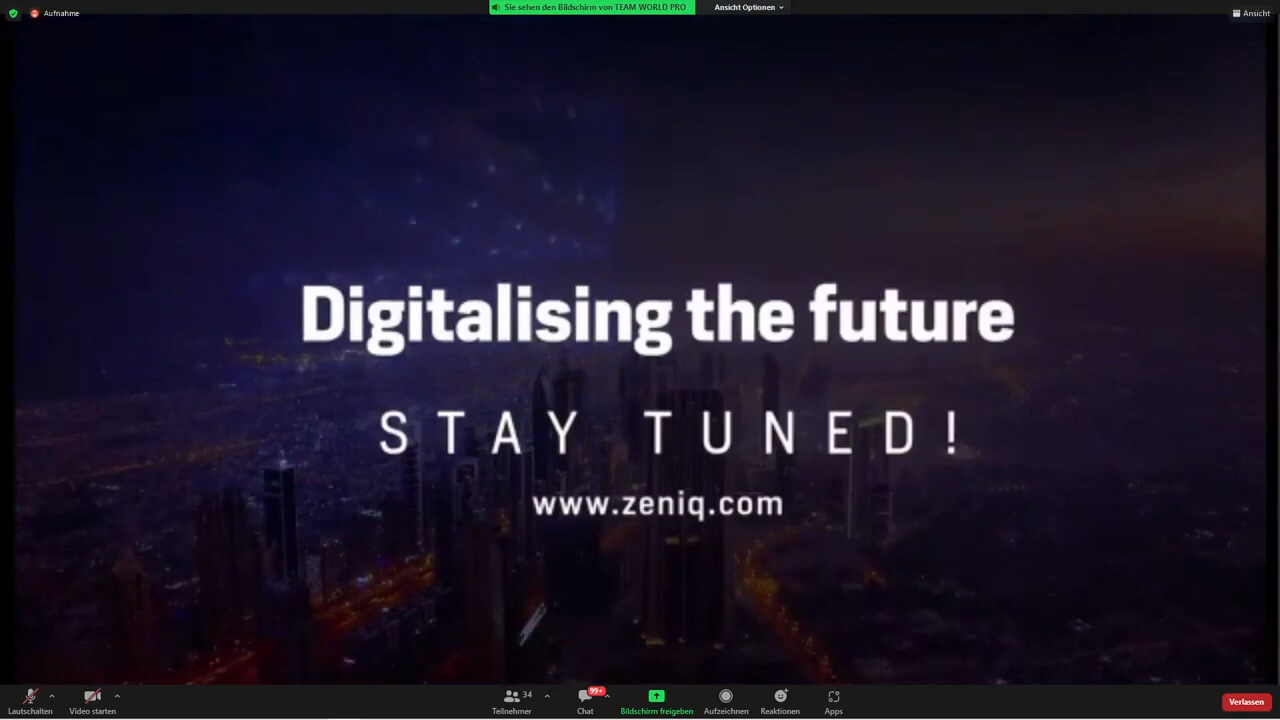 Aufnahme
Sie sehen den Bildschirm von TEAM WORLD PRO
Ansicht Optionen
Ansicht
Digitalising the future
STAY TUNED!
www.zeniq.com
Lautschalten
Video starten
34
Teilnehmer
99+
Chat
Bildschirm freigeben
Aufzeichnen
Reaktionen
Apps
Verlassen